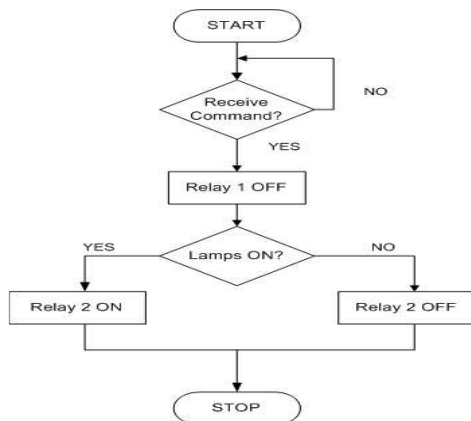 START
Receive
Command?
NO
YES
Relay 1 OFF
YES
Lamps ON?
NO
Relay 2 ON
Relay 2 OFF
STOP